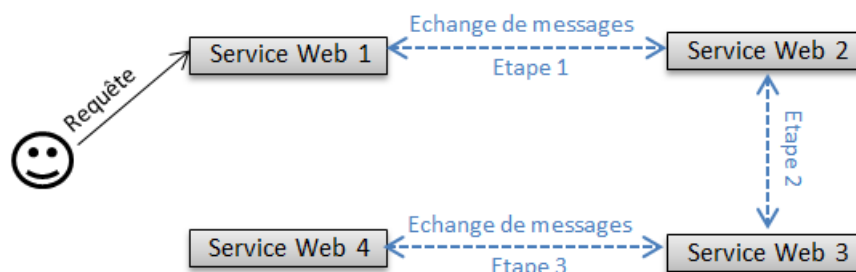 Echange de messages
Service Web 1
Service Web 2
Etape 1
Requête
Etape 2
Echange de messages
Service Web 4
Service Web 3
Etape 3